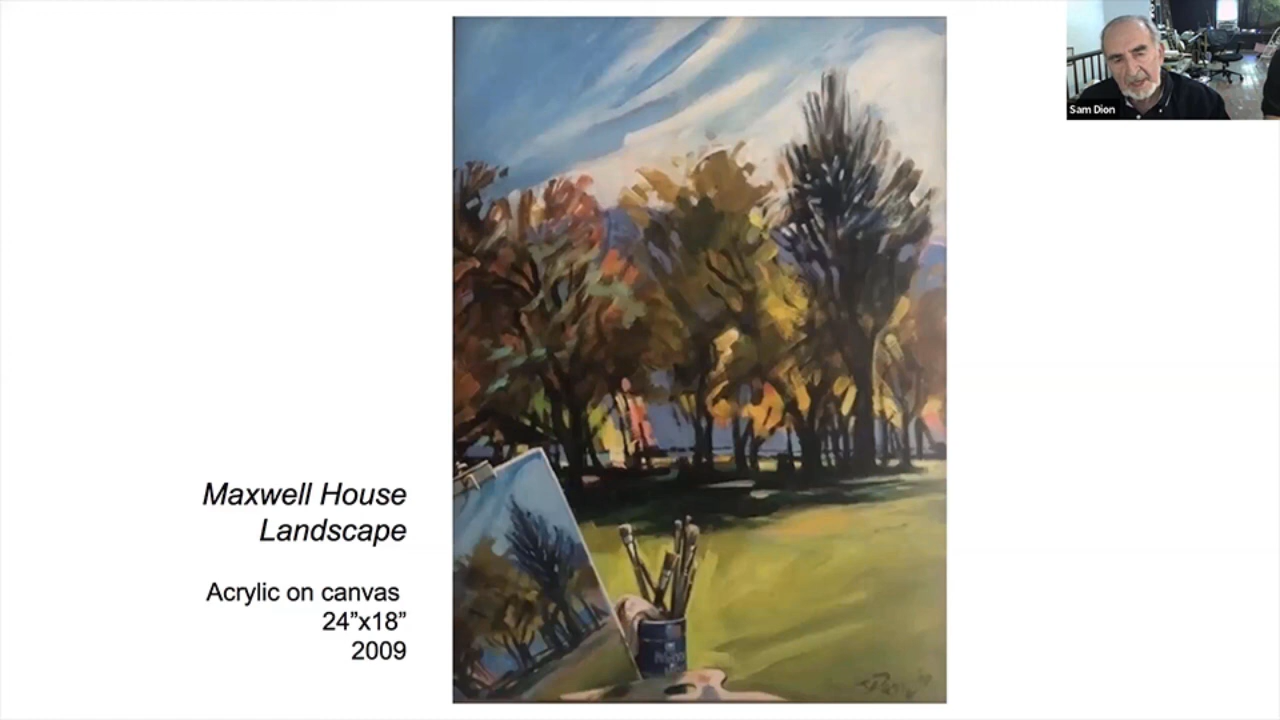 Sam Dion
Maxwell House
Landscape
Acrylic on canvas
24”x18”
2009